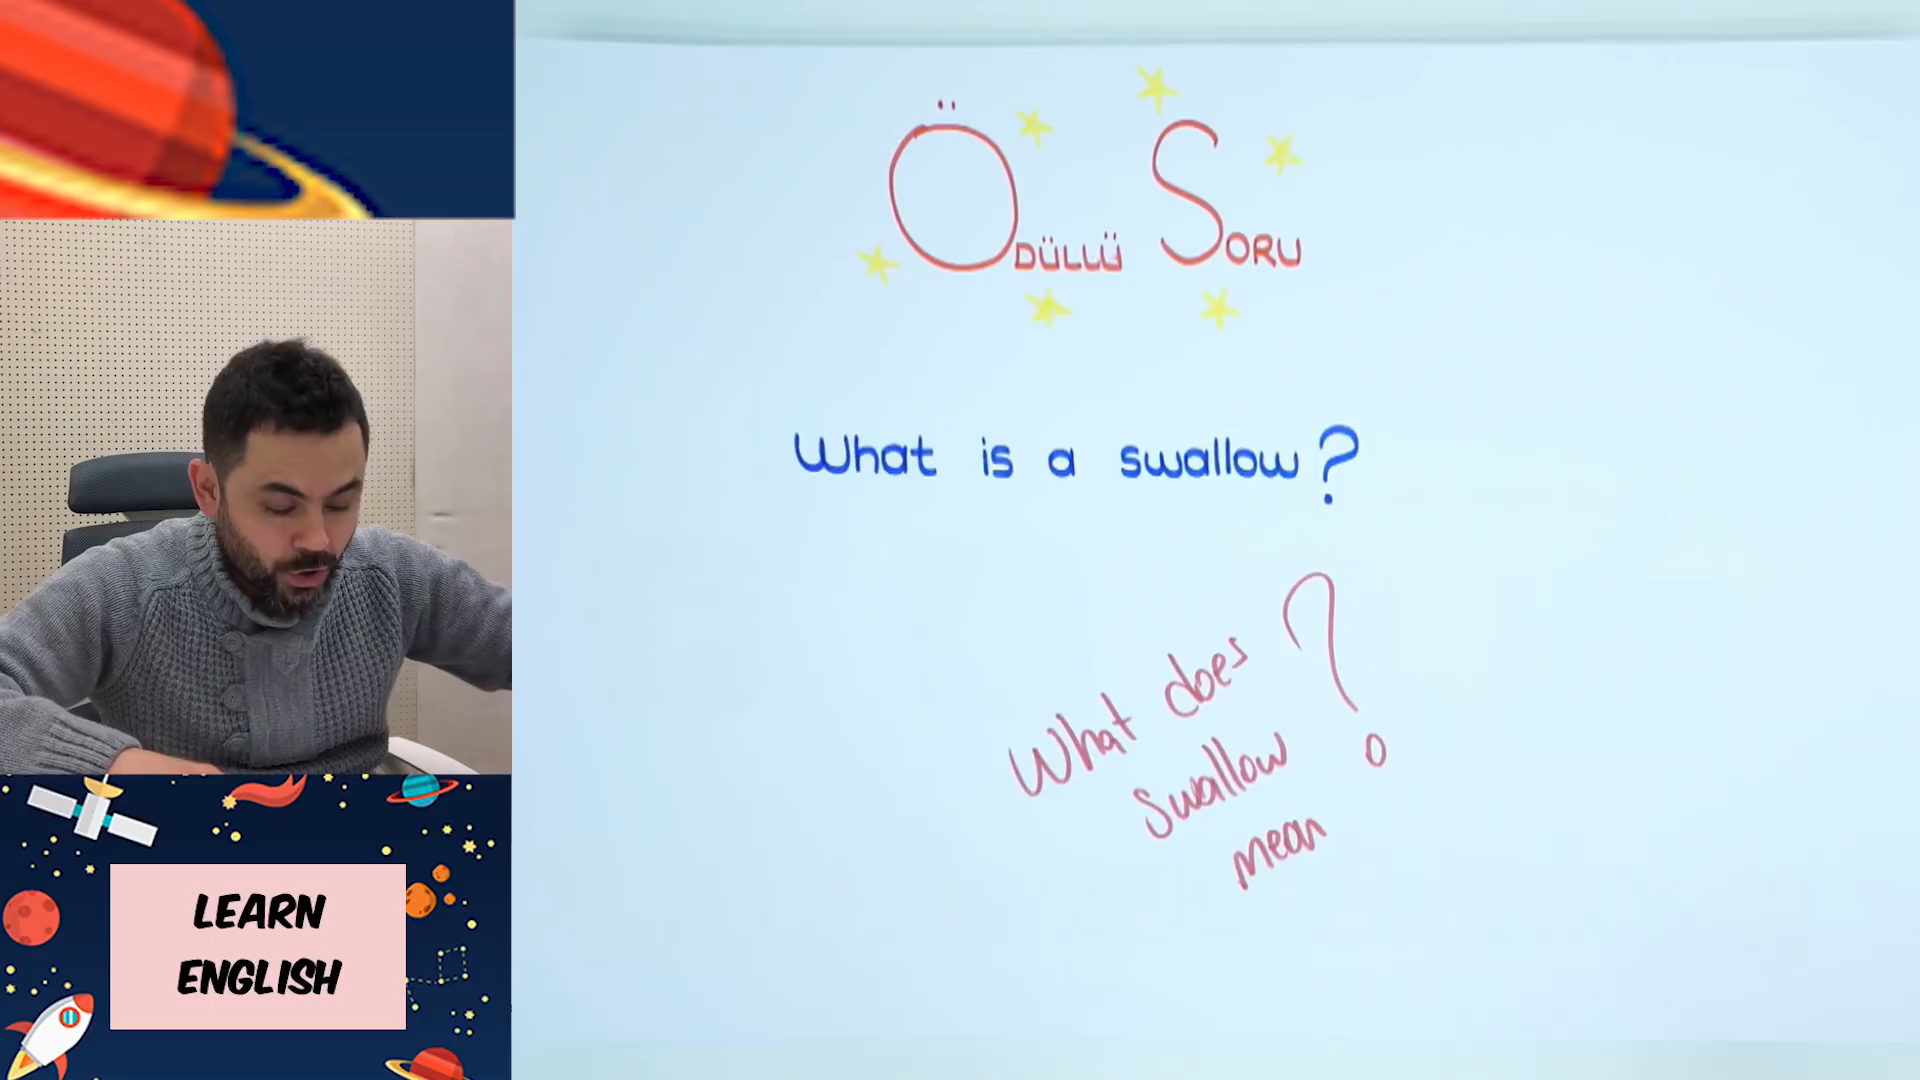 ÖDÜLLÜ SORU
What is a swallow?
What does
swallow
mean ?
LEARN
ENGLISH